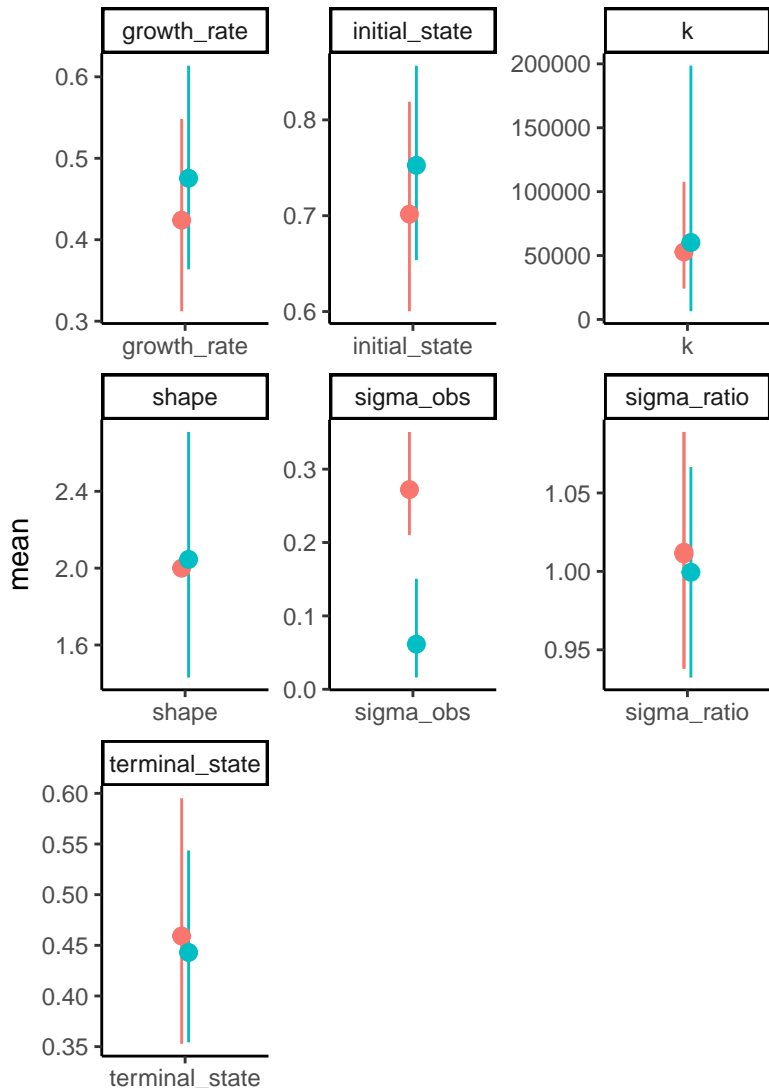 growth_rate
initial_state
k
0.6
0.5
0.4
0.3
growth_rate
0.8
0.7
0.6
initial_state
200000
150000
100000
50000
0
k
shape
sigma_obs
sigma_ratio
2.4
2.0
1.6
shape
0.3
0.2
0.1
0.0
sigma_obs
1.05
1.00
0.95
sigma_ratio
mean
terminal_state
0.60
0.55
0.50
0.45
0.40
0.35
terminal_state